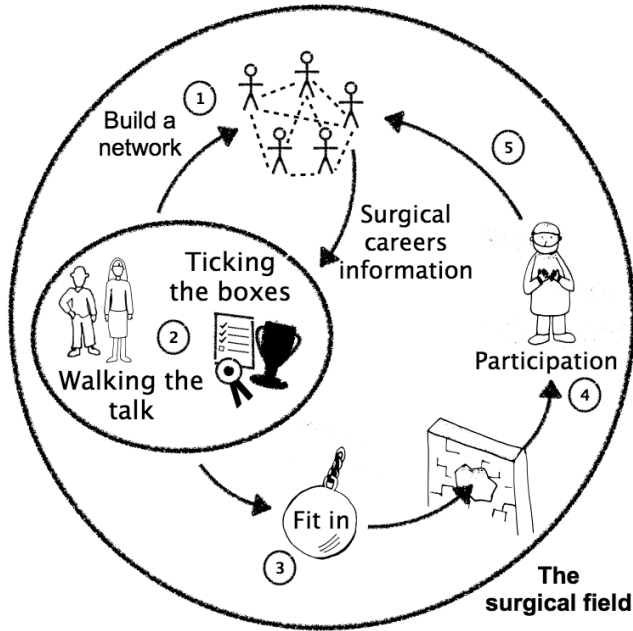 1
Build a
network
5
Surgical
careers
information
Ticking
the boxes
2
Walking the
talk
Participation
4
Fit in
3
The
surgical field